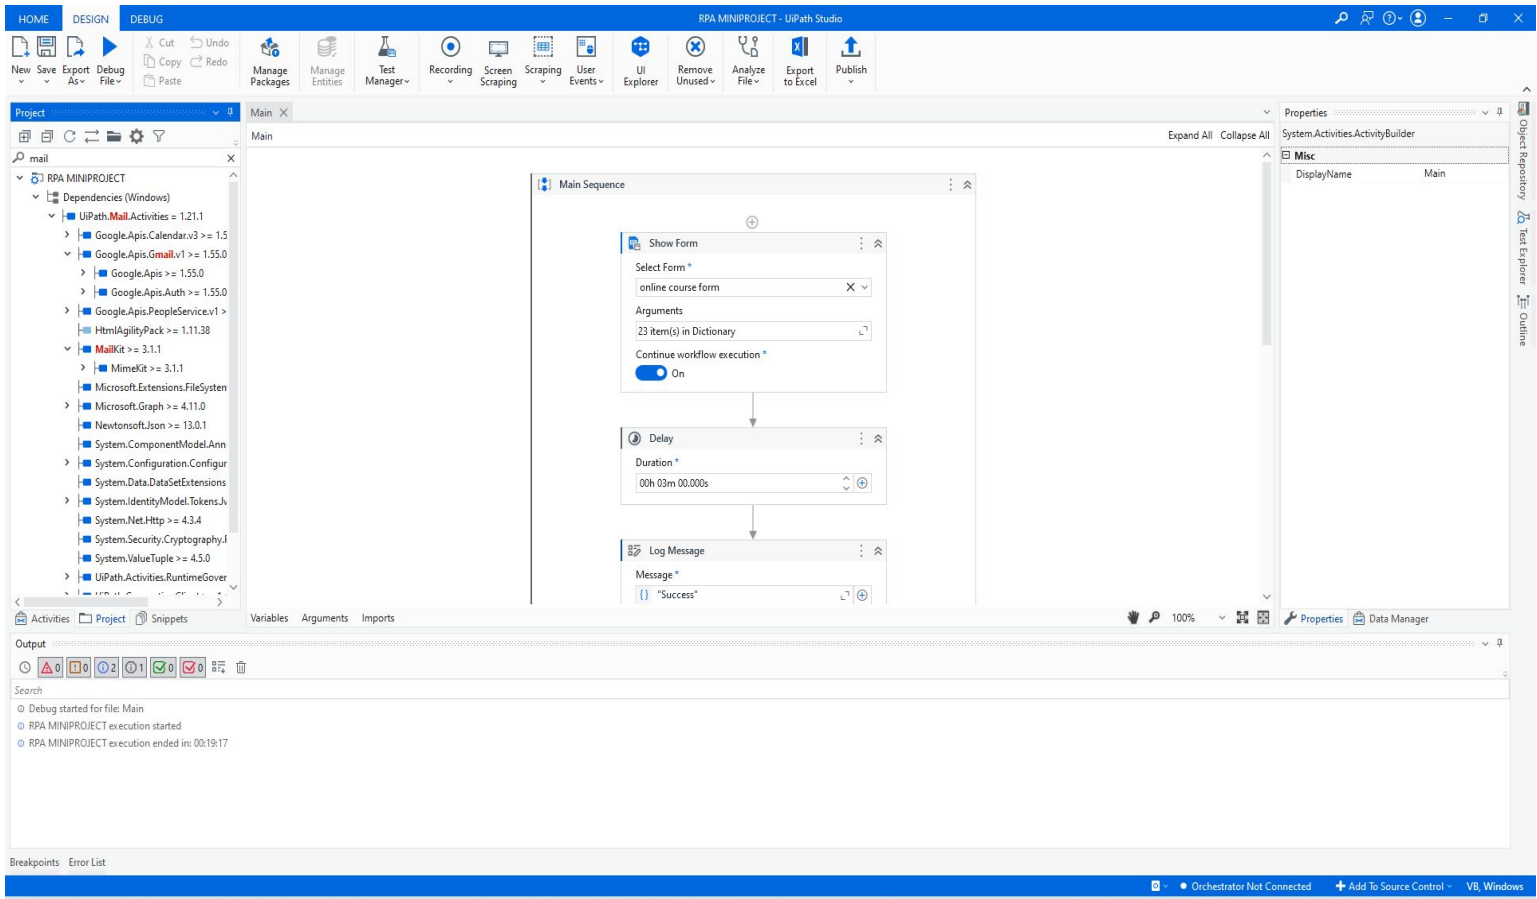 HOME DESIGN DEBUG RPA MINIPROJECT - UiPath Studio
New Save Export As Debug File
Cut Undo
Copy Redo
Paste
Manage Packages Manage Entities Test Manager Recording Screen Scraping Scraping User Events UI Explorer Remove Unused Analyze File Export to Excel Publish
Project
mail
RPA MINIPROJECT
Dependencies (Windows)
UiPath.Mail.Activities = 1.21.1
Google.Apis.Calendar.v3 >= 1.5
Google.Apis.Gmail.v1 >= 1.55.0
Google.Apis >= 1.55.0
Google.Apis.Auth >= 1.55.0
Google.Apis.PeopleService.v1 >
HtmlAgilityPack >= 1.11.38
MailKit >= 3.1.1
MimeKit >= 3.1.1
Microsoft.Extensions.FileSystem
Microsoft.Graph >= 4.11.0
Newtonsoft.Json >= 13.0.1
System.ComponentModel.Ann
System.Configuration.Configur
System.Data.DataSetExtensions
System.IdentityModel.Tokens.Jw
System.Net.Http >= 4.3.4
System.Security.Cryptography.F
System.ValueTuple >= 4.5.0
UiPath.Activities.RuntimeGover
Activities Project Snippets
Main
Main Expand All Collapse All
Main Sequence
Show Form
Select Form *
online course form
Arguments
23 item(s) in Dictionary
Continue workflow execution *
On
Delay
Duration *
00h 03m 00.000s
Log Message
Message *
{} "Success"
Variables Arguments Imports 100%
Properties
System.Activities.ActivityBuilder
Misc
DisplayName Main
Properties Data Manager
Object Repository
Test Explorer
Outline
Output
0 0 2 1 0 0
Search
Debug started for file: Main
RPA MINIPROJECT execution started
RPA MINIPROJECT execution ended in: 00:19:17
Breakpoints Error List
Orchestrator Not Connected Add To Source Control VB, Windows